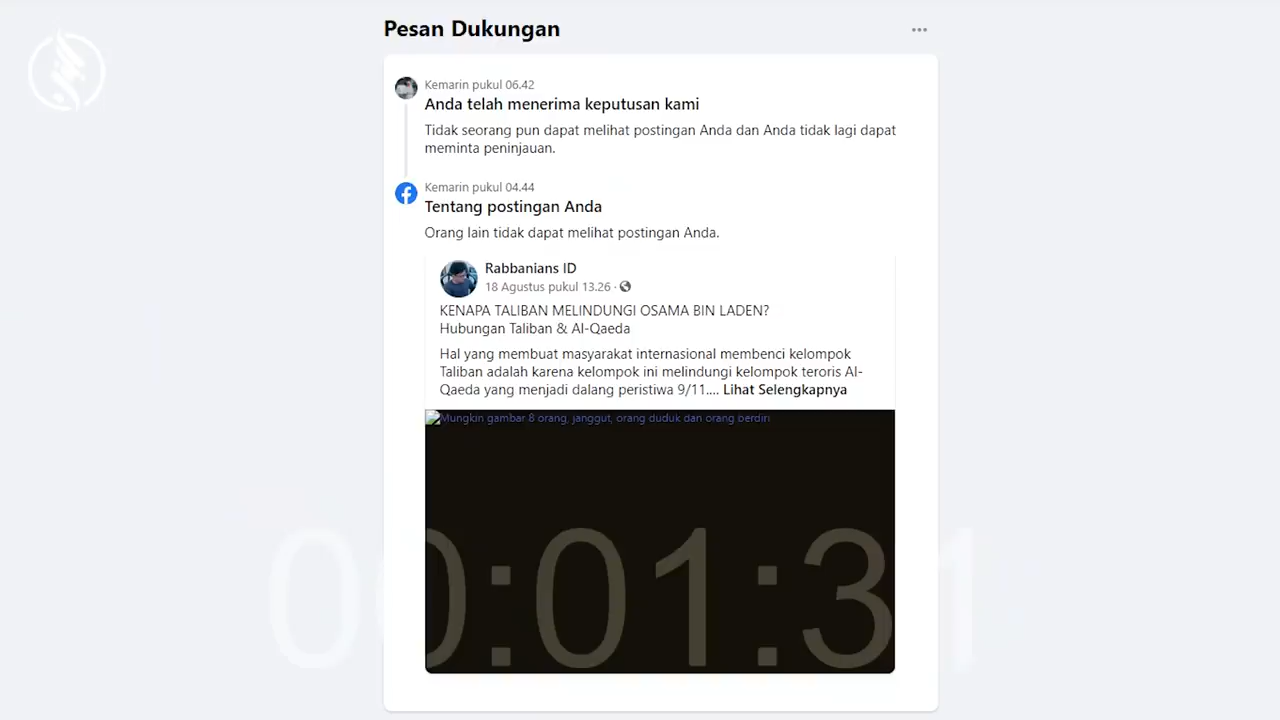 Pesan Dukungan
Kemarin pukul 06.42
Anda telah menerima keputusan kami
Tidak seorang pun dapat melihat postingan Anda dan Anda tidak lagi dapat
meminta peninjauan.
Kemarin pukul 04.44
Tentang postingan Anda
Orang lain tidak dapat melihat postingan Anda.
Rabbanians ID
18 Agustus pukul 13.26 ·
KENAPA TALIBAN MELINDUNGI OSAMA BIN LADEN?
Hubungan Taliban & Al-Qaeda
Hal yang membuat masyarakat internasional membenci kelompok
Taliban adalah karena kelompok ini melindungi kelompok teroris Al-
Qaeda yang menjadi dalang peristiwa 9/11.... Lihat Selengkapnya
Mungkin gambar 8 orang, janggut, orang duduk dan orang berdiri
00:01:31